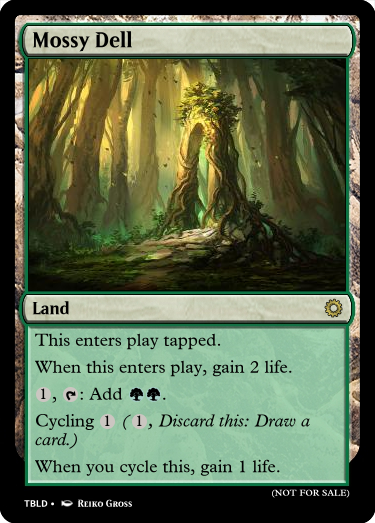 Mossy Dell
Land
This enters play tapped.
When this enters play, gain 2 life.
1, : Add .
Cycling 1 (1, Discard this: Draw a
card.)
When you cycle this, gain 1 life.
(NOT FOR SALE)
TBLD • Reiko Gross